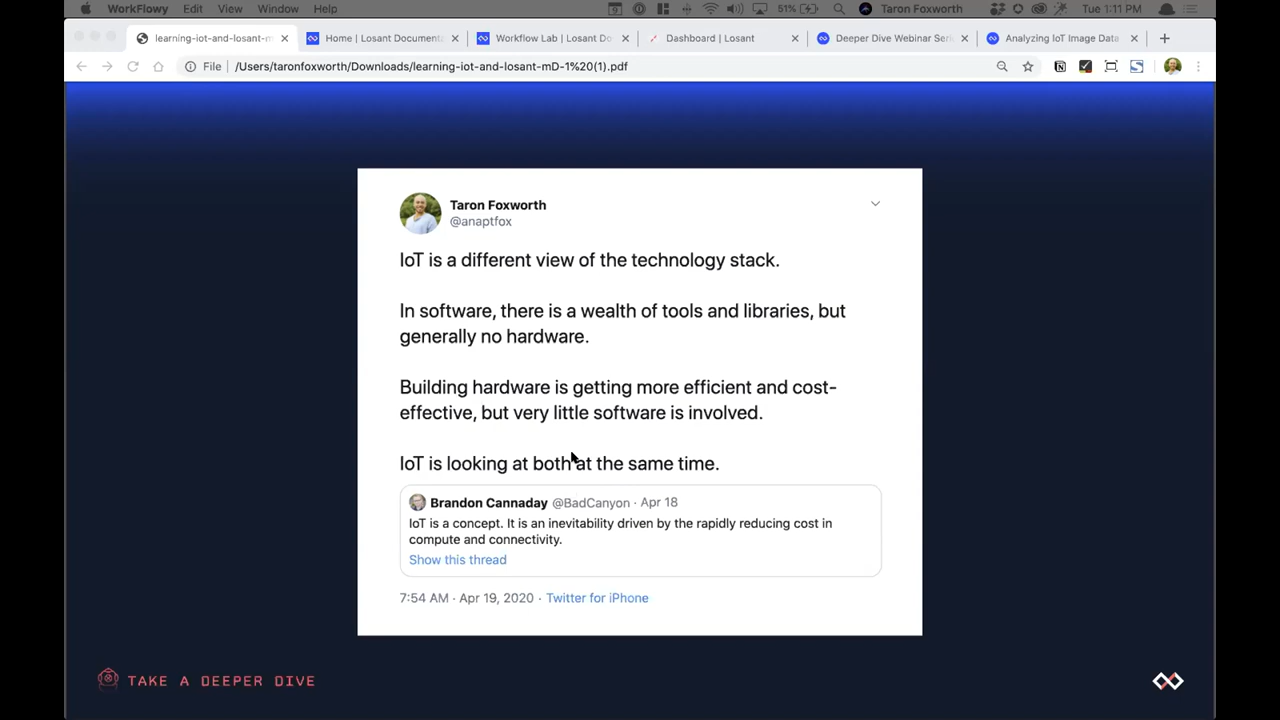 WorkFlowy Edit View Window Help 51% Taron Foxworth Tue 1:11 PM
learning-iot-and-losant-m Home | Losant Documenta Workflow Lab | Losant Do Dashboard | Losant Deeper Dive Webinar Seri Analyzing IoT Image Data
File /Users/taronfoxworth/Downloads/learning-iot-and-losant-mD-1%20(1).pdf
Taron Foxworth
@anaptfox
IoT is a different view of the technology stack.
In software, there is a wealth of tools and libraries, but
generally no hardware.
Building hardware is getting more efficient and cost-
effective, but very little software is involved.
IoT is looking at both at the same time.
Brandon Cannaday @BadCanyon · Apr 18
IoT is a concept. It is an inevitability driven by the rapidly reducing cost in
compute and connectivity.
Show this thread
7:54 AM · Apr 19, 2020 · Twitter for iPhone
TAKE A DEEPER DIVE